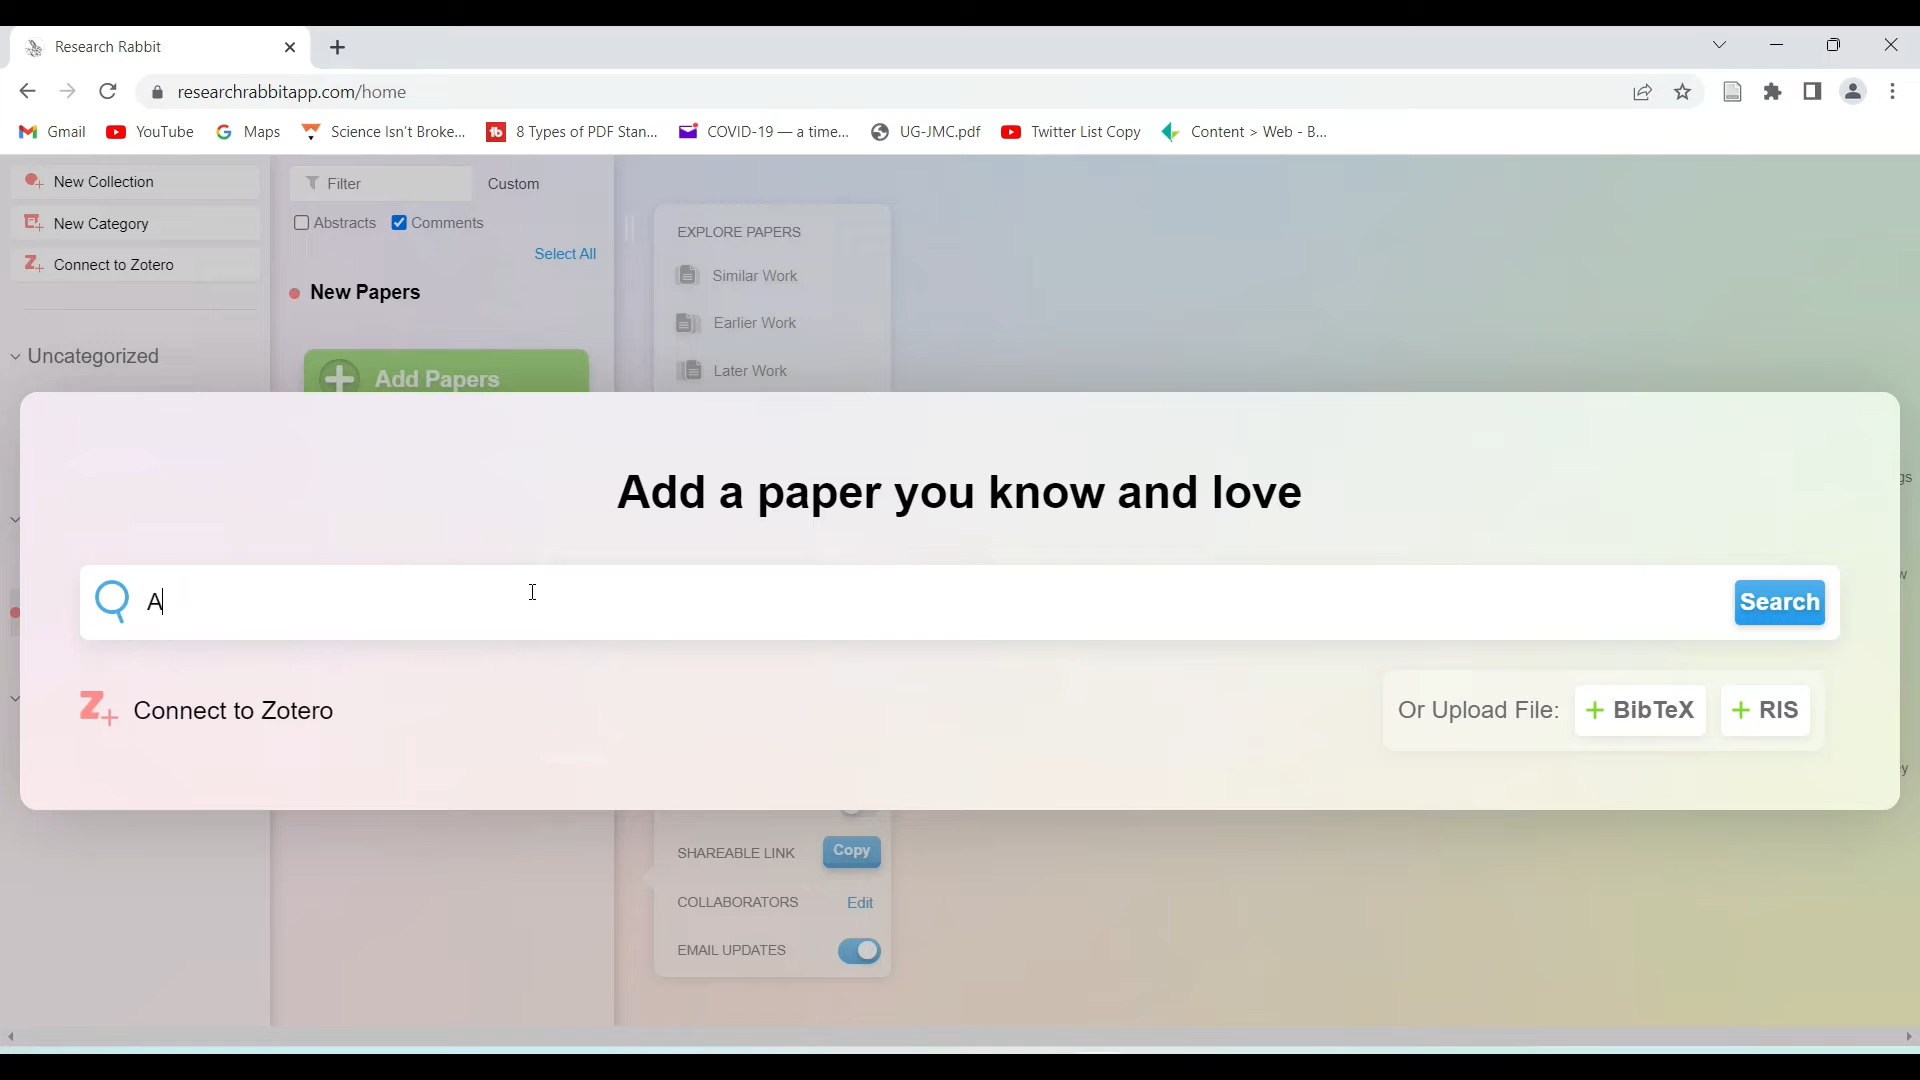 Research Rabbit
researchrabbitapp.com/home
Gmail YouTube Maps Science Isn't Broke... 8 Types of PDF Stan... COVID-19 — a time... UG-JMC.pdf Twitter List Copy Content > Web - B...
New Collection
New Category
Z+ Connect to Zotero
Uncategorized
Filter Custom
Abstracts Comments
Select All
New Papers
Add Papers
EXPLORE PAPERS
Similar Work
Earlier Work
Later Work
Add a paper you know and love
A
Search
Z+ Connect to Zotero
Or Upload File: + BibTeX + RIS
SHAREABLE LINK Copy
COLLABORATORS Edit
EMAIL UPDATES